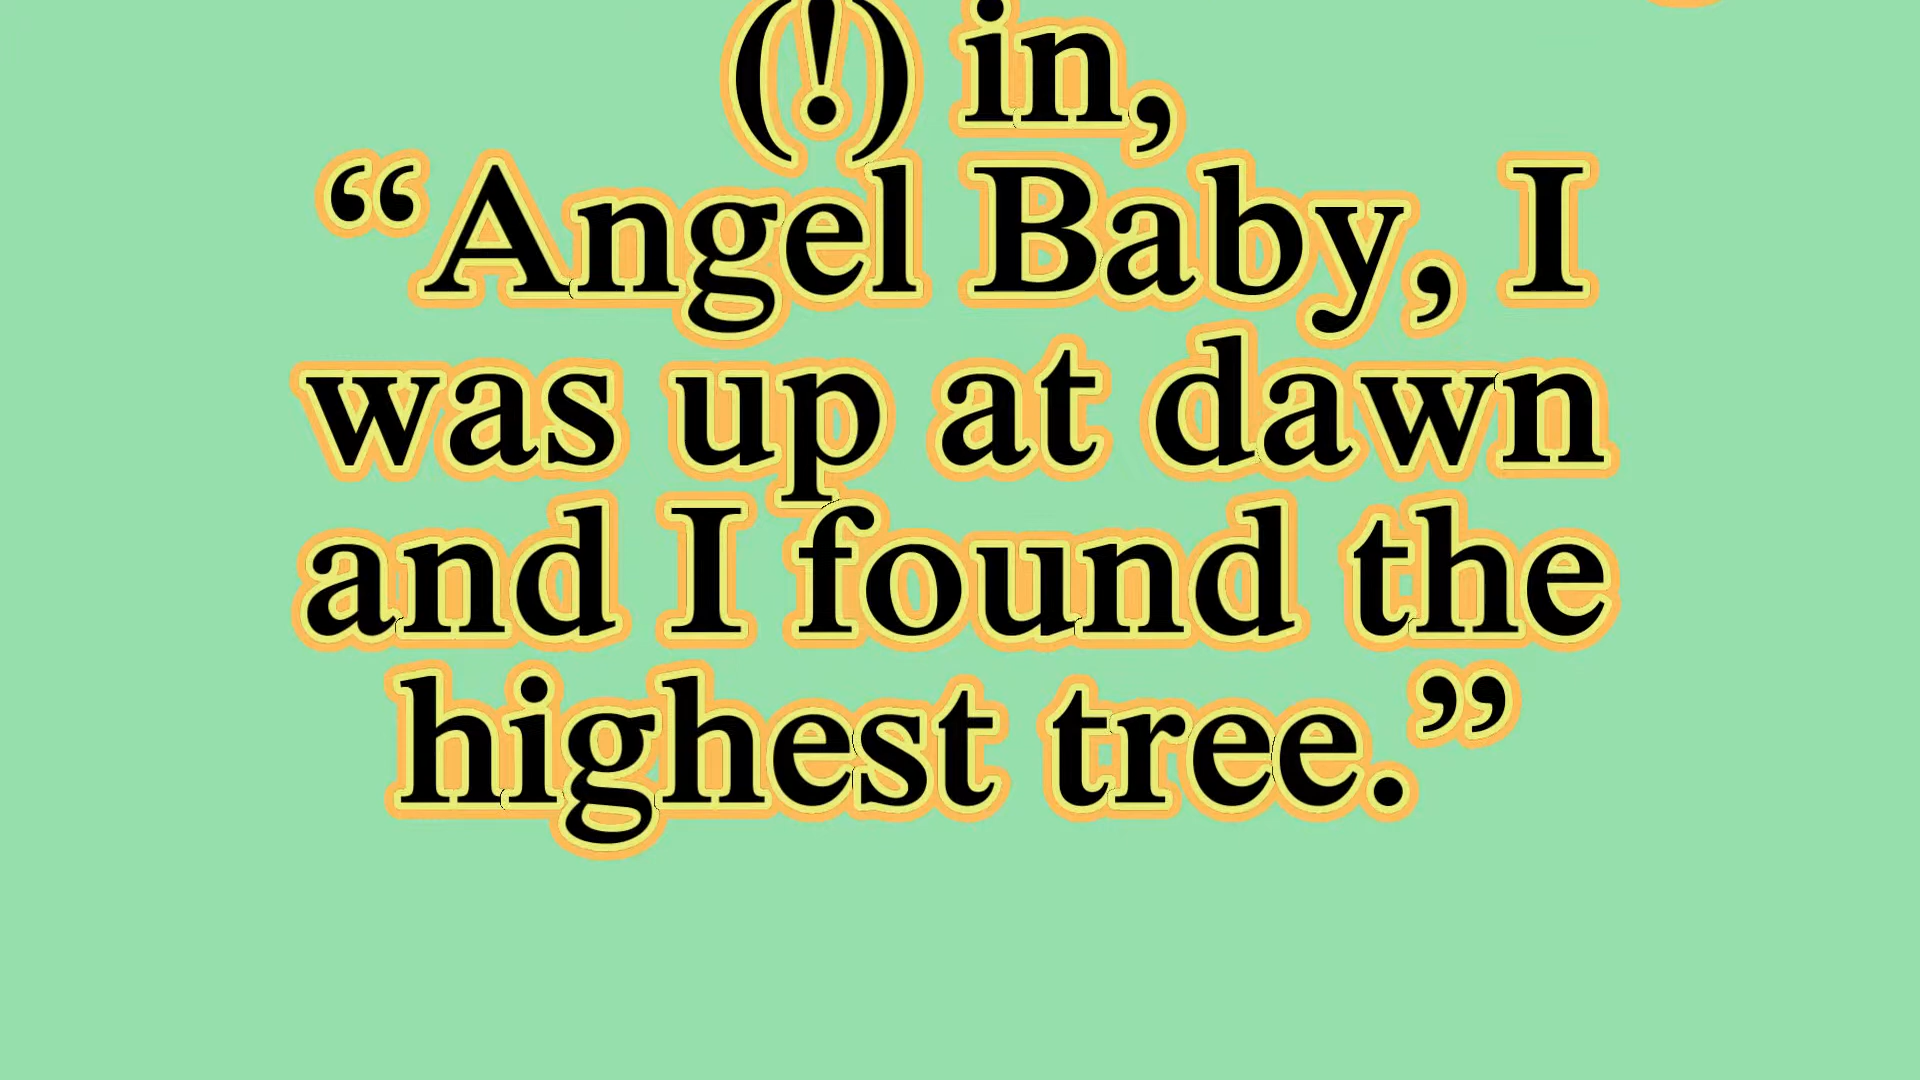 (!) in,
“Angel Baby, I
was up at dawn
and I found the
highest tree.”